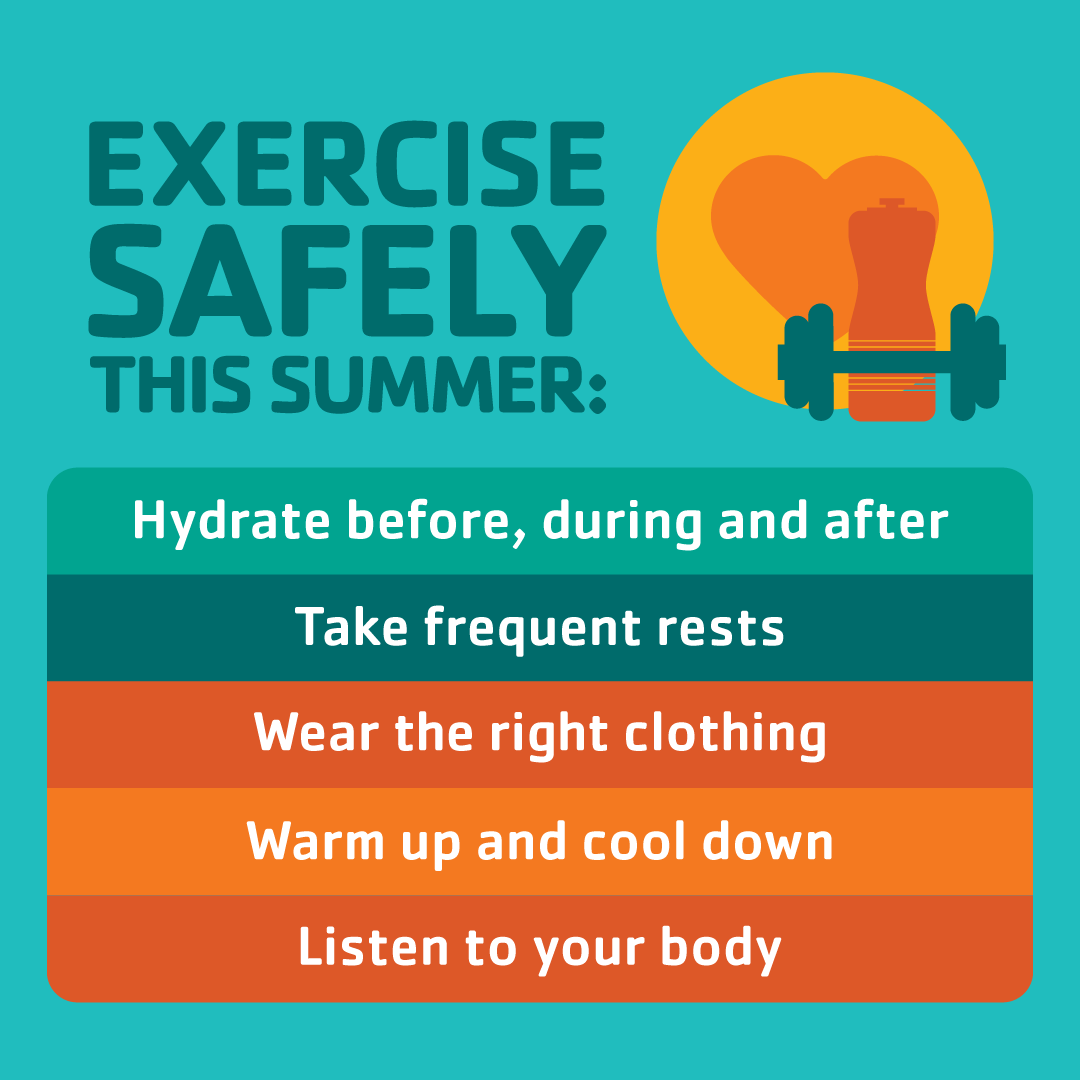 EXERCISE
SAFELY
THIS SUMMER:
Hydrate before, during and after
Take frequent rests
Wear the right clothing
Warm up and cool down
Listen to your body